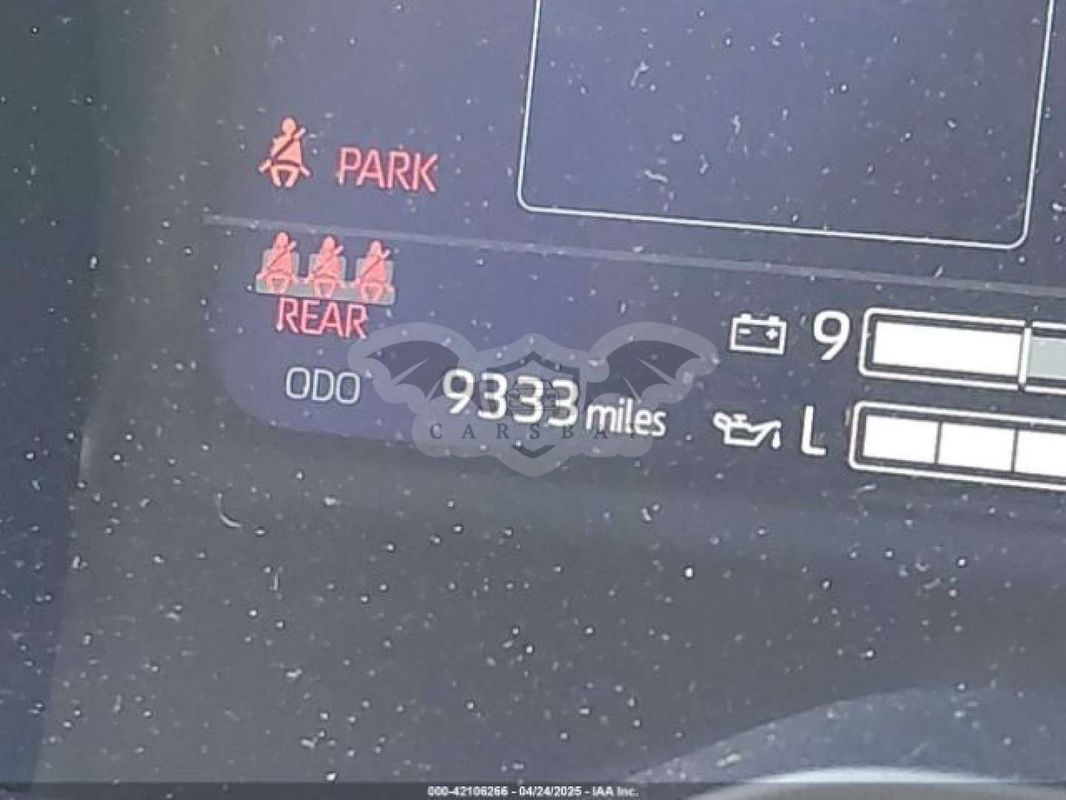 PARK
REAR
9
ODO 9333 miles
L
CARSBAT
000-42106266 - 04/24/2025 - IAA Inc.